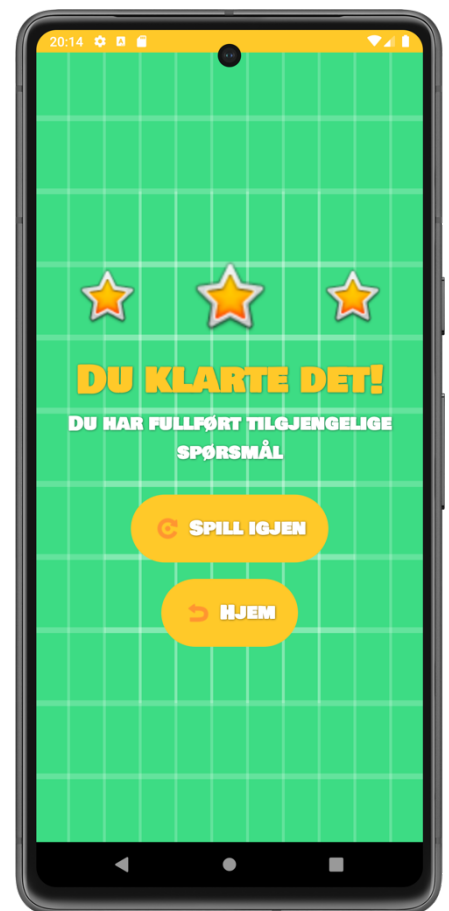 20:14
Du klarte det!
Du har fullført tilgjengelige
spørsmål
Spill igjen
Hjem